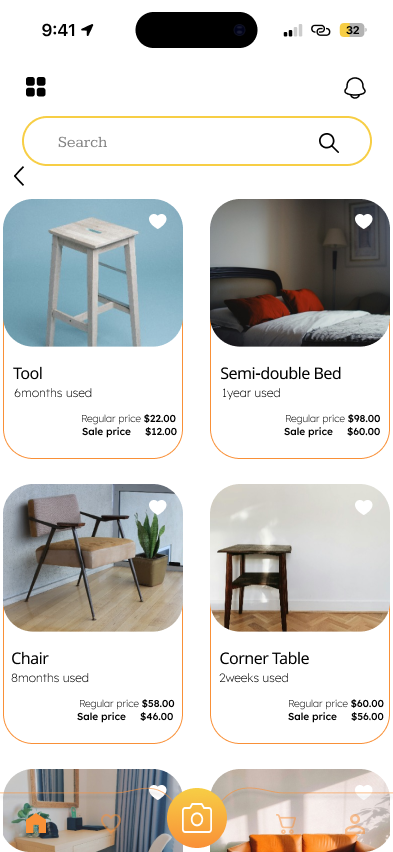 9:41
32
Search
Tool
6months used
Regular price $22.00
Sale price $12.00
Semi-double Bed
1year used
Regular price $98.00
Sale price $60.00
Chair
8months used
Regular price $58.00
Sale price $46.00
Corner Table
2weeks used
Regular price $60.00
Sale price $56.00